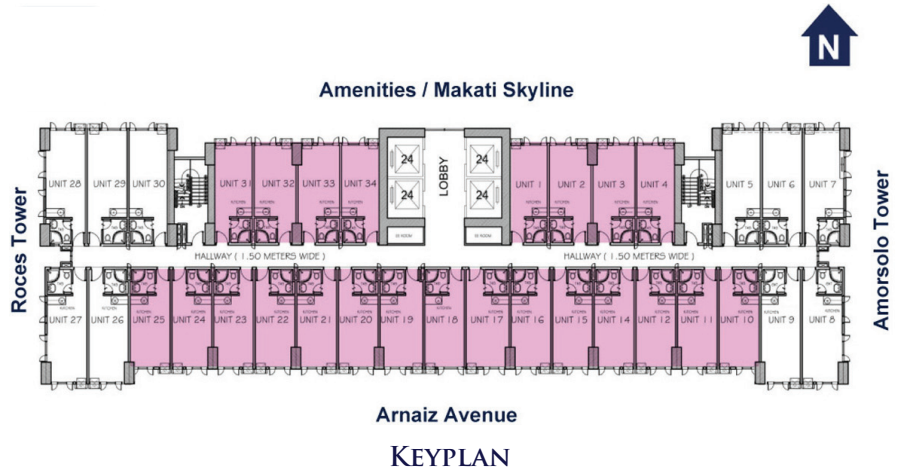 N
Amenities / Makati Skyline
UNIT 28
UNIT 29
UNIT 30
UNIT 31
UNIT 32
UNIT 33
UNIT 34
24
24
LOBBY
24
24
UNIT 1
UNIT 2
UNIT 3
UNIT 4
UNIT 5
UNIT 6
UNIT 7
KITCHEN
KITCHEN
KITCHEN
KITCHEN
Roces Tower
Amorsolo Tower
HALLWAY ( 1.50 METERS WIDE )
HALLWAY ( 1.50 METERS WIDE )
UNIT 27
UNIT 26
UNIT 25
UNIT 24
UNIT 23
UNIT 22
UNIT 21
UNIT 20
UNIT 19
UNIT 18
UNIT 17
UNIT 16
UNIT 15
UNIT 14
UNIT 12
UNIT 11
UNIT 10
UNIT 9
UNIT 8
Arnaiz Avenue
KEYPLAN